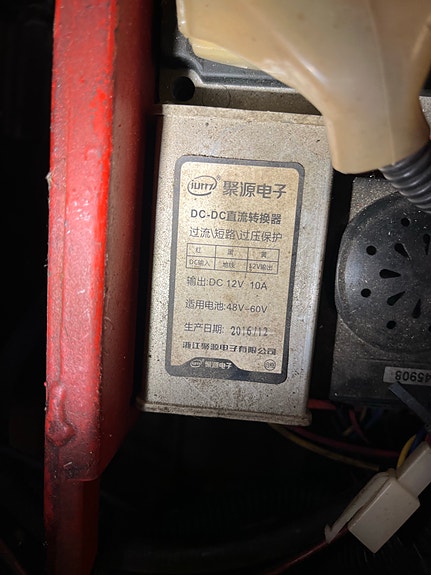 聚源电子
DC-DC直流转换器
过流\短路\过压保护
红 黑 黄
DC输入 地线 12V输出
输出:DC 12V 10A
适用电池:48V-60V
生产日期: 2016/12
浙江聚源电子有限公司
聚源电子
45908